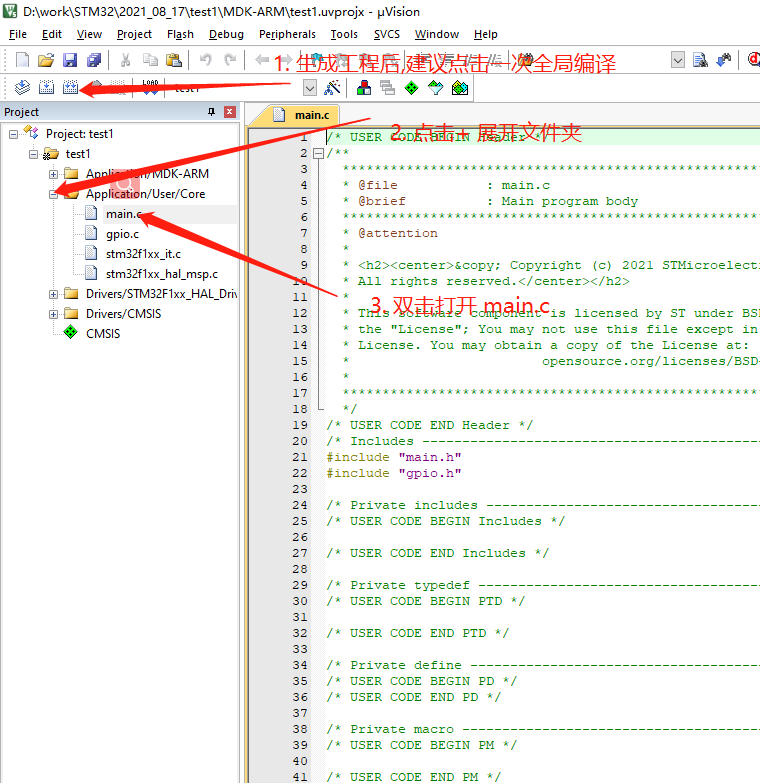 D:\work\STM32\2021_08_17\test1\MDK-ARM\test1.uvprojx - µVision
File Edit View Project Flash Debug Peripherals Tools SVCS Window Help
1. 生成工程后,建议点击一次全局编译
LOAD test1
Project
main.c
Project: test1
test1
Application/MDK-ARM
Application/User/Core
main.c
gpio.c
stm32f1xx_it.c
stm32f1xx_hal_msp.c
Drivers/STM32F1xx_HAL_Driv
Drivers/CMSIS
CMSIS
2. 点击+ 展开文件夹
3. 双击打开 main.c
1 /* USER CODE BEGIN Header
2 /**
3 ******************************************************
4 * @file : main.c
5 * @brief : Main program body
6 ******************************************************
7 * @attention
8 *
9 * <h2><center>&copy; Copyright (c) 2021 STMicroelect
10 * All rights reserved.</center></h2>
11 *
12 * This software component is licensed by ST under BSD
13 * the "License"; You may not use this file except in
14 * License. You may obtain a copy of the License at:
15 * opensource.org/licenses/BSD-
16 *
17 ******************************************************
18 */
19 /* USER CODE END Header */
20 /* Includes ------------------------------------------
21 #include "main.h"
22 #include "gpio.h"
23
24 /* Private includes ----------------------------------
25 /* USER CODE BEGIN Includes */
26
27 /* USER CODE END Includes */
28
29 /* Private typedef -----------------------------------
30 /* USER CODE BEGIN PTD */
31
32 /* USER CODE END PTD */
33
34 /* Private define ------------------------------------
35 /* USER CODE BEGIN PD */
36 /* USER CODE END PD */
37
38 /* Private macro -------------------------------------
39 /* USER CODE BEGIN PM */
40
41 /* USER CODE END PM */